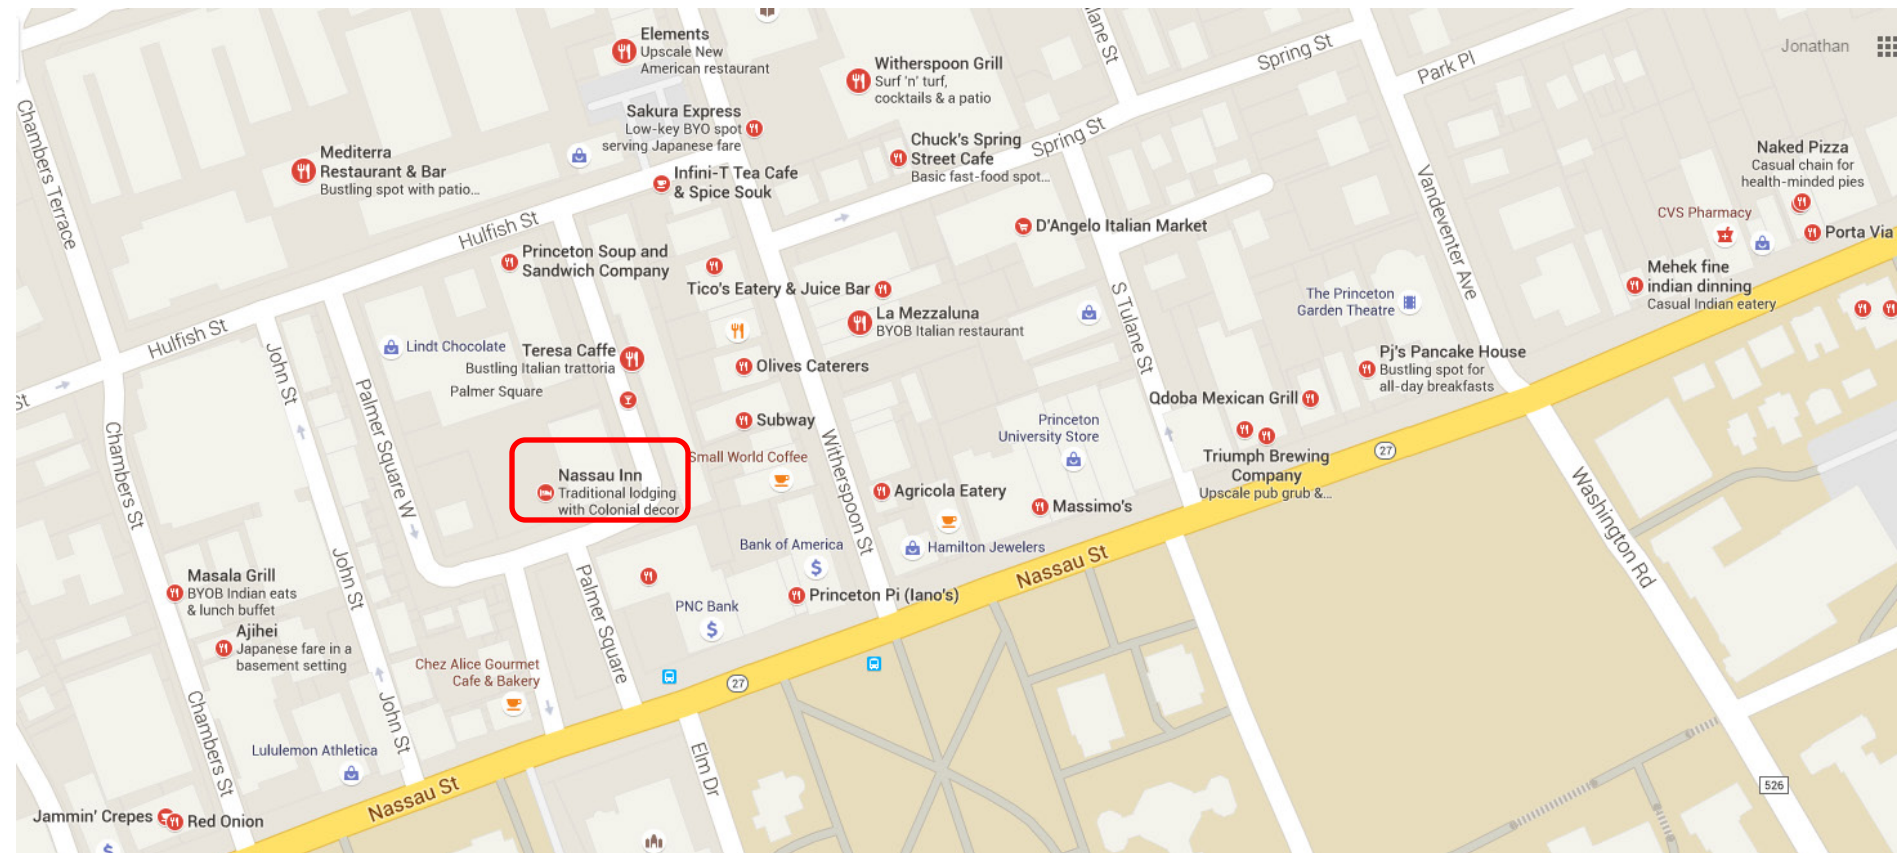 Elements
Upscale New
American restaurant
Witherspoon Grill
Surf 'n' turf,
cocktails & a patio
Spring St
Park Pl
Jonathan
Chambers Terrace
Sakura Express
Low-key BYO spot
serving Japanese fare
Mediterra
Restaurant & Bar
Bustling spot with patio...
Infini-T Tea Cafe
& Spice Souk
Chuck's Spring
Street Cafe
Basic fast-food spot...
Spring St
Naked Pizza
Casual chain for
health-minded pies
CVS Pharmacy
Porta Via
Vandeventer Ave
Hulfish St
Princeton Soup and
Sandwich Company
D'Angelo Italian Market
Mehek fine
indian dinning
Casual Indian eatery
Tico's Eatery & Juice Bar
La Mezzaluna
BYOB Italian restaurant
S Tulane St
The Princeton
Garden Theatre
Hulfish St
John St
Lindt Chocolate
Teresa Caffe
Bustling Italian trattoria
Palmer Square
Olives Caterers
Pj's Pancake House
Bustling spot for
all-day breakfasts
St
Palmer Square W
Subway
Qdoba Mexican Grill
Princeton
University Store
Chambers St
Small World Coffee
Witherspoon St
Triumph Brewing
Company
Upscale pub grub &...
27
Nassau Inn
Traditional lodging
with Colonial decor
Agricola Eatery
Massimo's
Washington Rd
Bank of America
Hamilton Jewelers
Nassau St
John St
Masala Grill
BYOB Indian eats
& lunch buffet
Palmer Square
PNC Bank
Princeton Pi (Iano's)
Ajihei
Japanese fare in a
basement setting
Chez Alice Gourmet
Cafe & Bakery
27
Chambers St
John St
Lululemon Athletica
Elm Dr
Nassau St
526
Jammin' Crepes
Red Onion